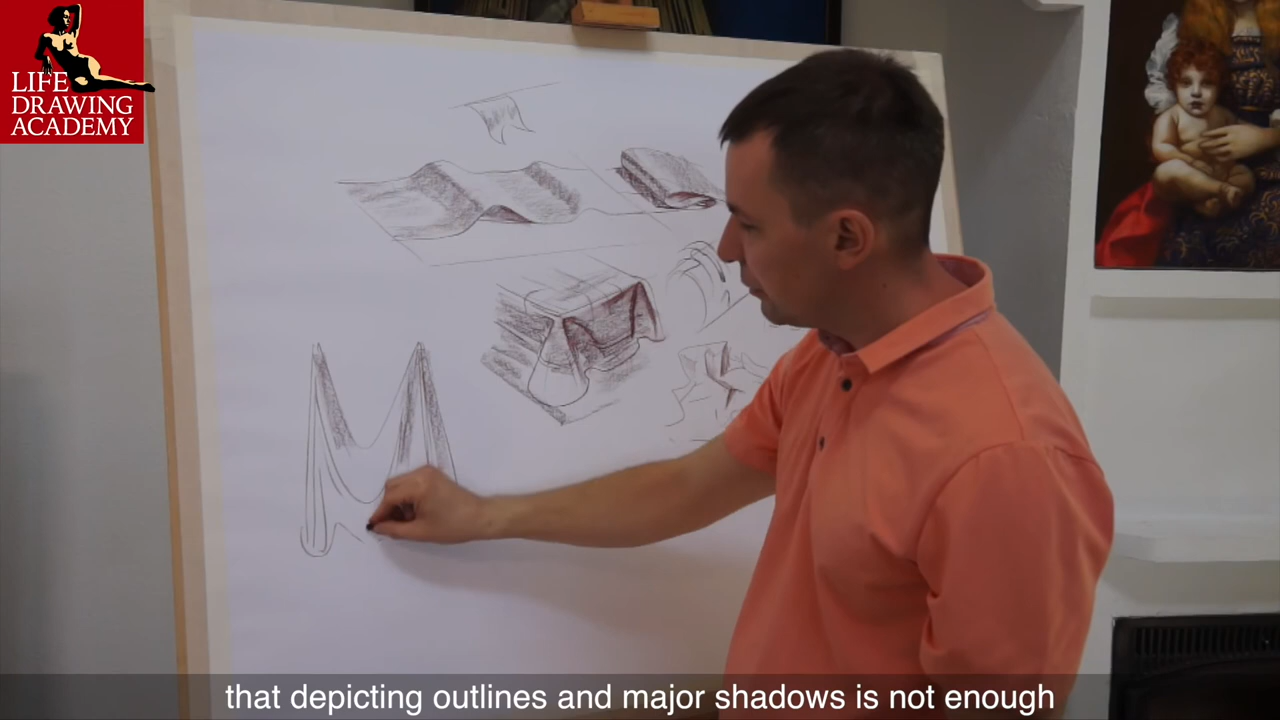 LIFE
DRAWING
ACADEMY
that depicting outlines and major shadows is not enough